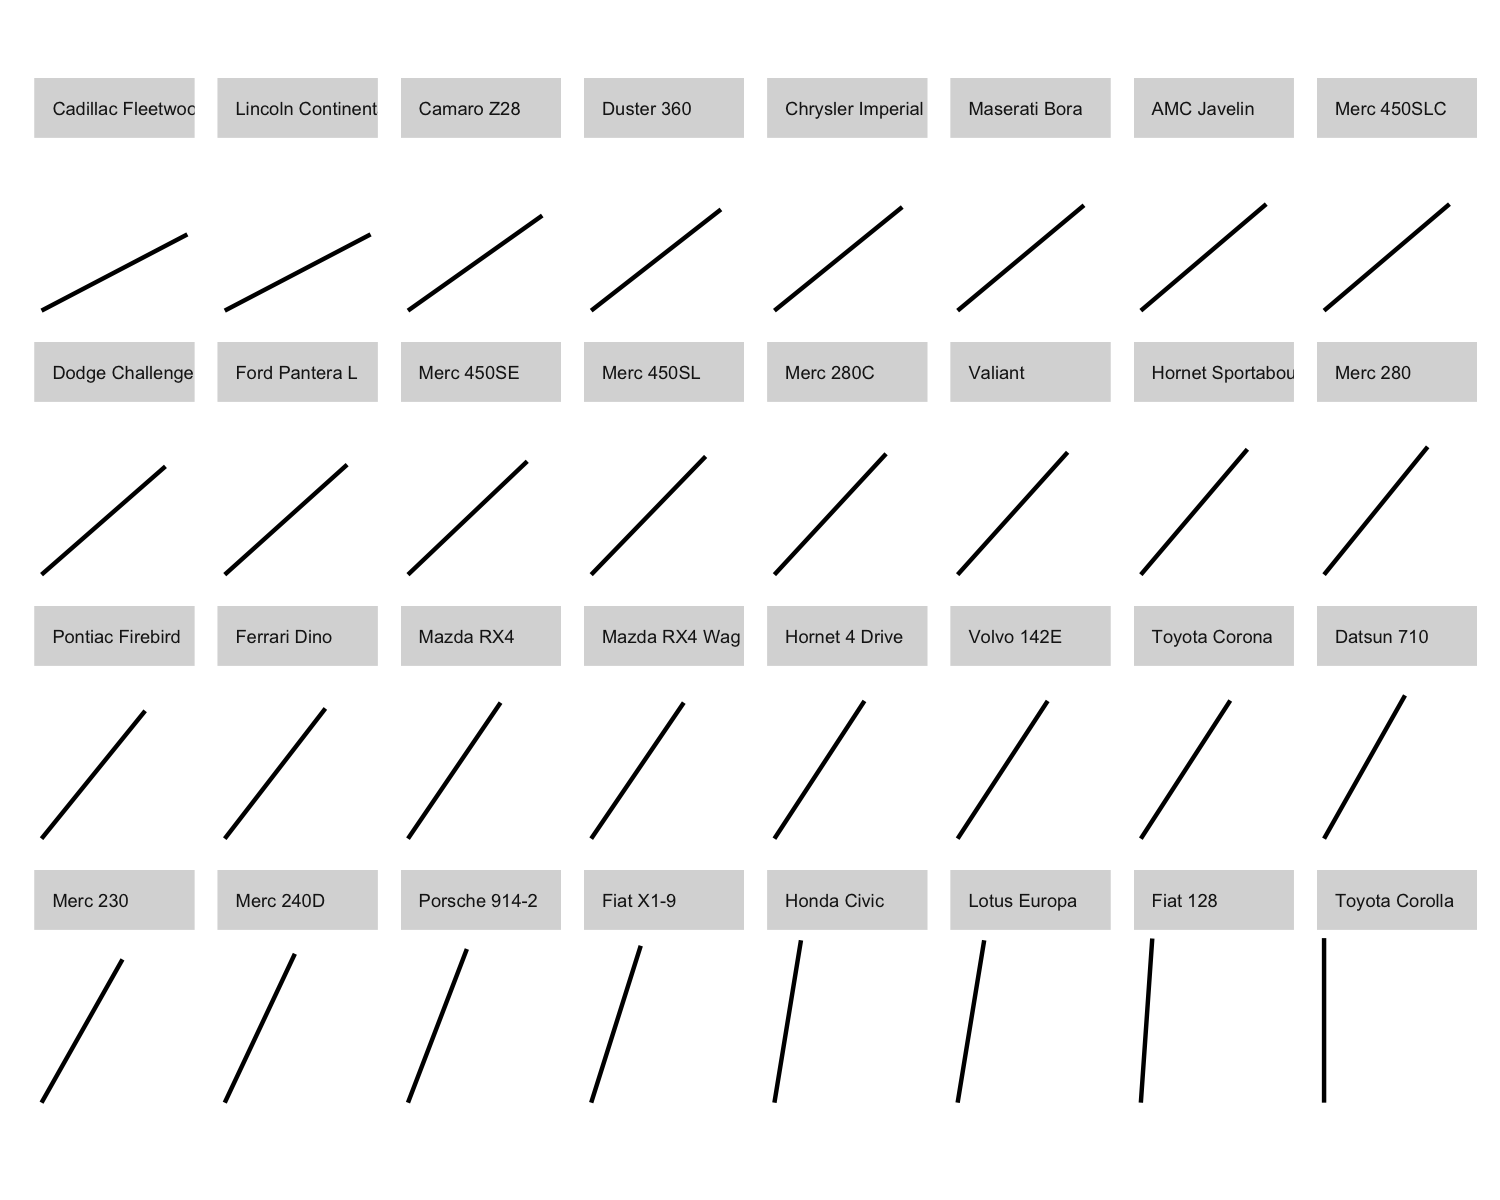 Cadillac Fleetwoo
Lincoln Continent
Camaro Z28
Duster 360
Chrysler Imperial
Maserati Bora
AMC Javelin
Merc 450SLC
Dodge Challenge
Ford Pantera L
Merc 450SE
Merc 450SL
Merc 280C
Valiant
Hornet Sportabou
Merc 280
Pontiac Firebird
Ferrari Dino
Mazda RX4
Mazda RX4 Wag
Hornet 4 Drive
Volvo 142E
Toyota Corona
Datsun 710
Merc 230
Merc 240D
Porsche 914-2
Fiat X1-9
Honda Civic
Lotus Europa
Fiat 128
Toyota Corolla